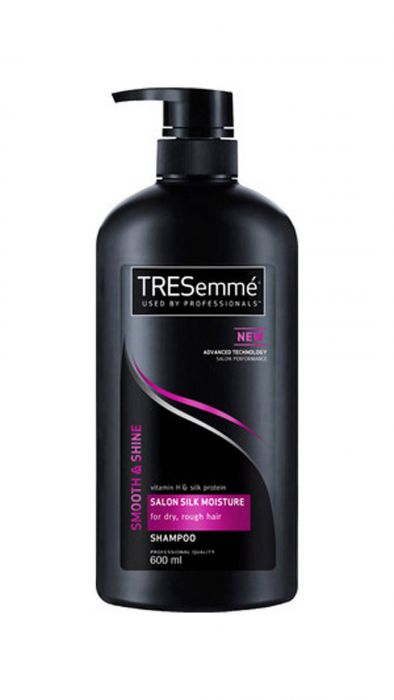 TRESemmé®
USED BY PROFESSIONALS™
NEW
ADVANCED TECHNOLOGY
SALON PERFORMANCE
SMOOTH & SHINE
vitamin H & silk protein
SALON SILK MOISTURE
for dry, rough hair
SHAMPOO
PROFESSIONAL QUALITY
600 ml